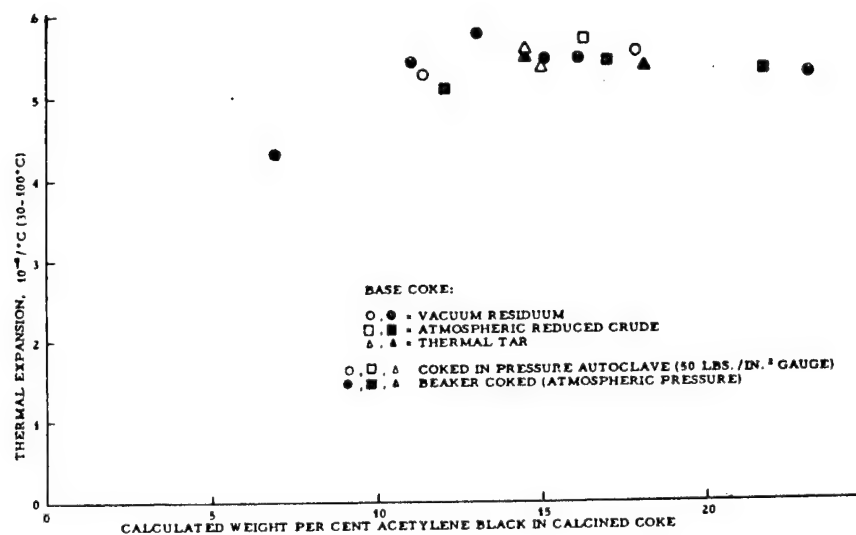 6
5
4
3
2
1
0
THERMAL EXPANSION, 10⁻⁶/°C (30-100°C)
BASE COKE:
○, ● = VACUUM RESIDUUM
□, ■ = ATMOSPHERIC REDUCED CRUDE
△, ▲ = THERMAL TAR
○, □, △ COKED IN PRESSURE AUTOCLAVE (50 LBS./IN.² GAUGE)
●, ■, ▲ BEAKER COKED (ATMOSPHERIC PRESSURE)
0 5 10 15 20
CALCULATED WEIGHT PER CENT ACETYLENE BLACK IN CALCINED COKE